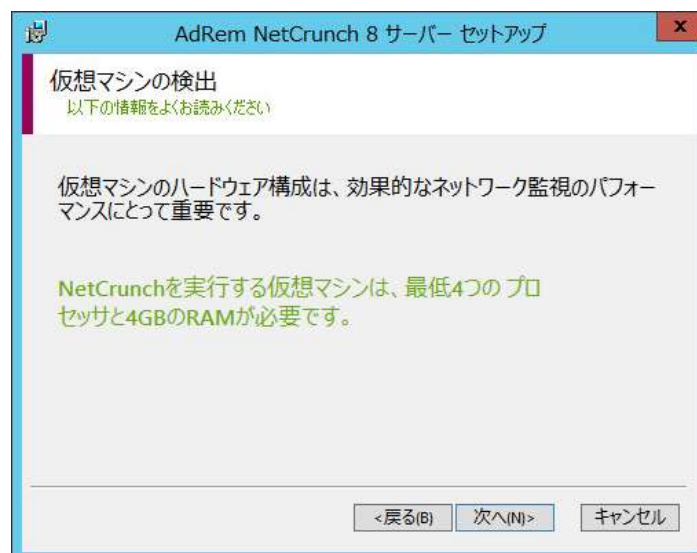 AdRem NetCrunch 8 サーバー セットアップ
x
仮想マシンの検出
以下の情報をよくお読みください
仮想マシンのハードウェア構成は、効果的なネットワーク監視のパフォー
マンスにとって重要です。
NetCrunchを実行する仮想マシンは、最低4つの プロ
セッサと4GBのRAMが必要です。
<戻る(B) 次へ(N)> キャンセル